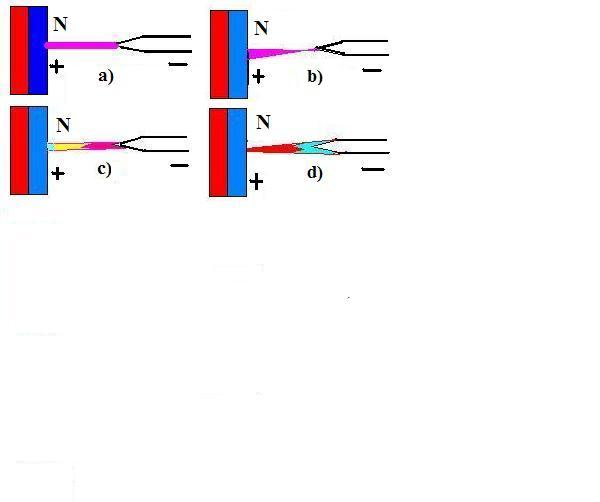 N
+ a) −
N
+ b) −
N
+ c) −
N
+ d) −